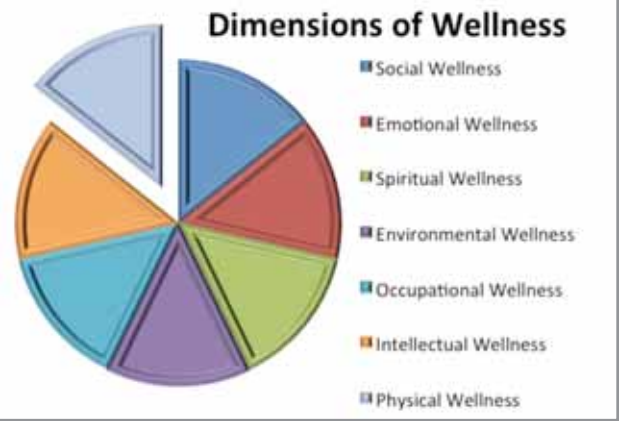 Dimensions of Wellness
Social Wellness
Emotional Wellness
Spiritual Wellness
Environmental Wellness
Occupational Wellness
Intellectual Wellness
Physical Wellness